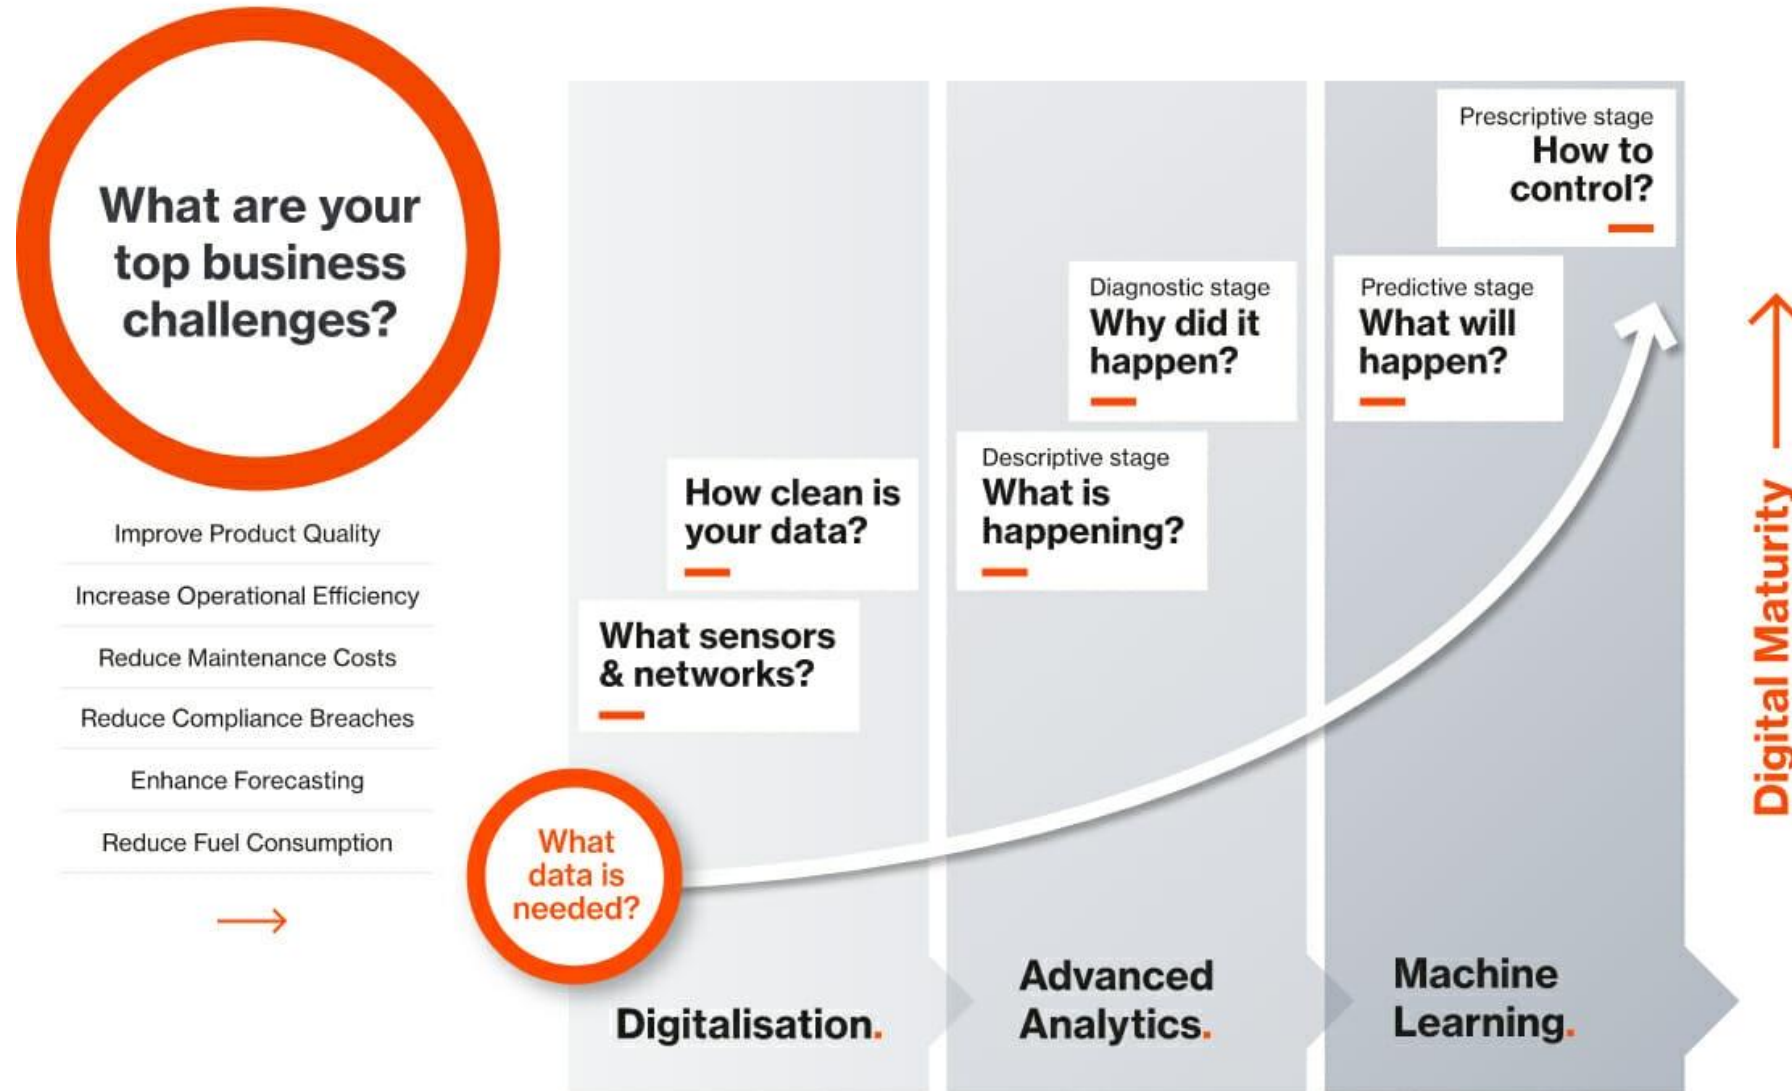 What are your
top business
challenges?
Improve Product Quality
Increase Operational Efficiency
Reduce Maintenance Costs
Reduce Compliance Breaches
Enhance Forecasting
Reduce Fuel Consumption
What
data is
needed?
What sensors
& networks?
How clean is
your data?
Digitalisation.
Descriptive stage
What is
happening?
Diagnostic stage
Why did it
happen?
Advanced
Analytics.
Predictive stage
What will
happen?
Prescriptive stage
How to
control?
Machine
Learning.
Digital Maturity